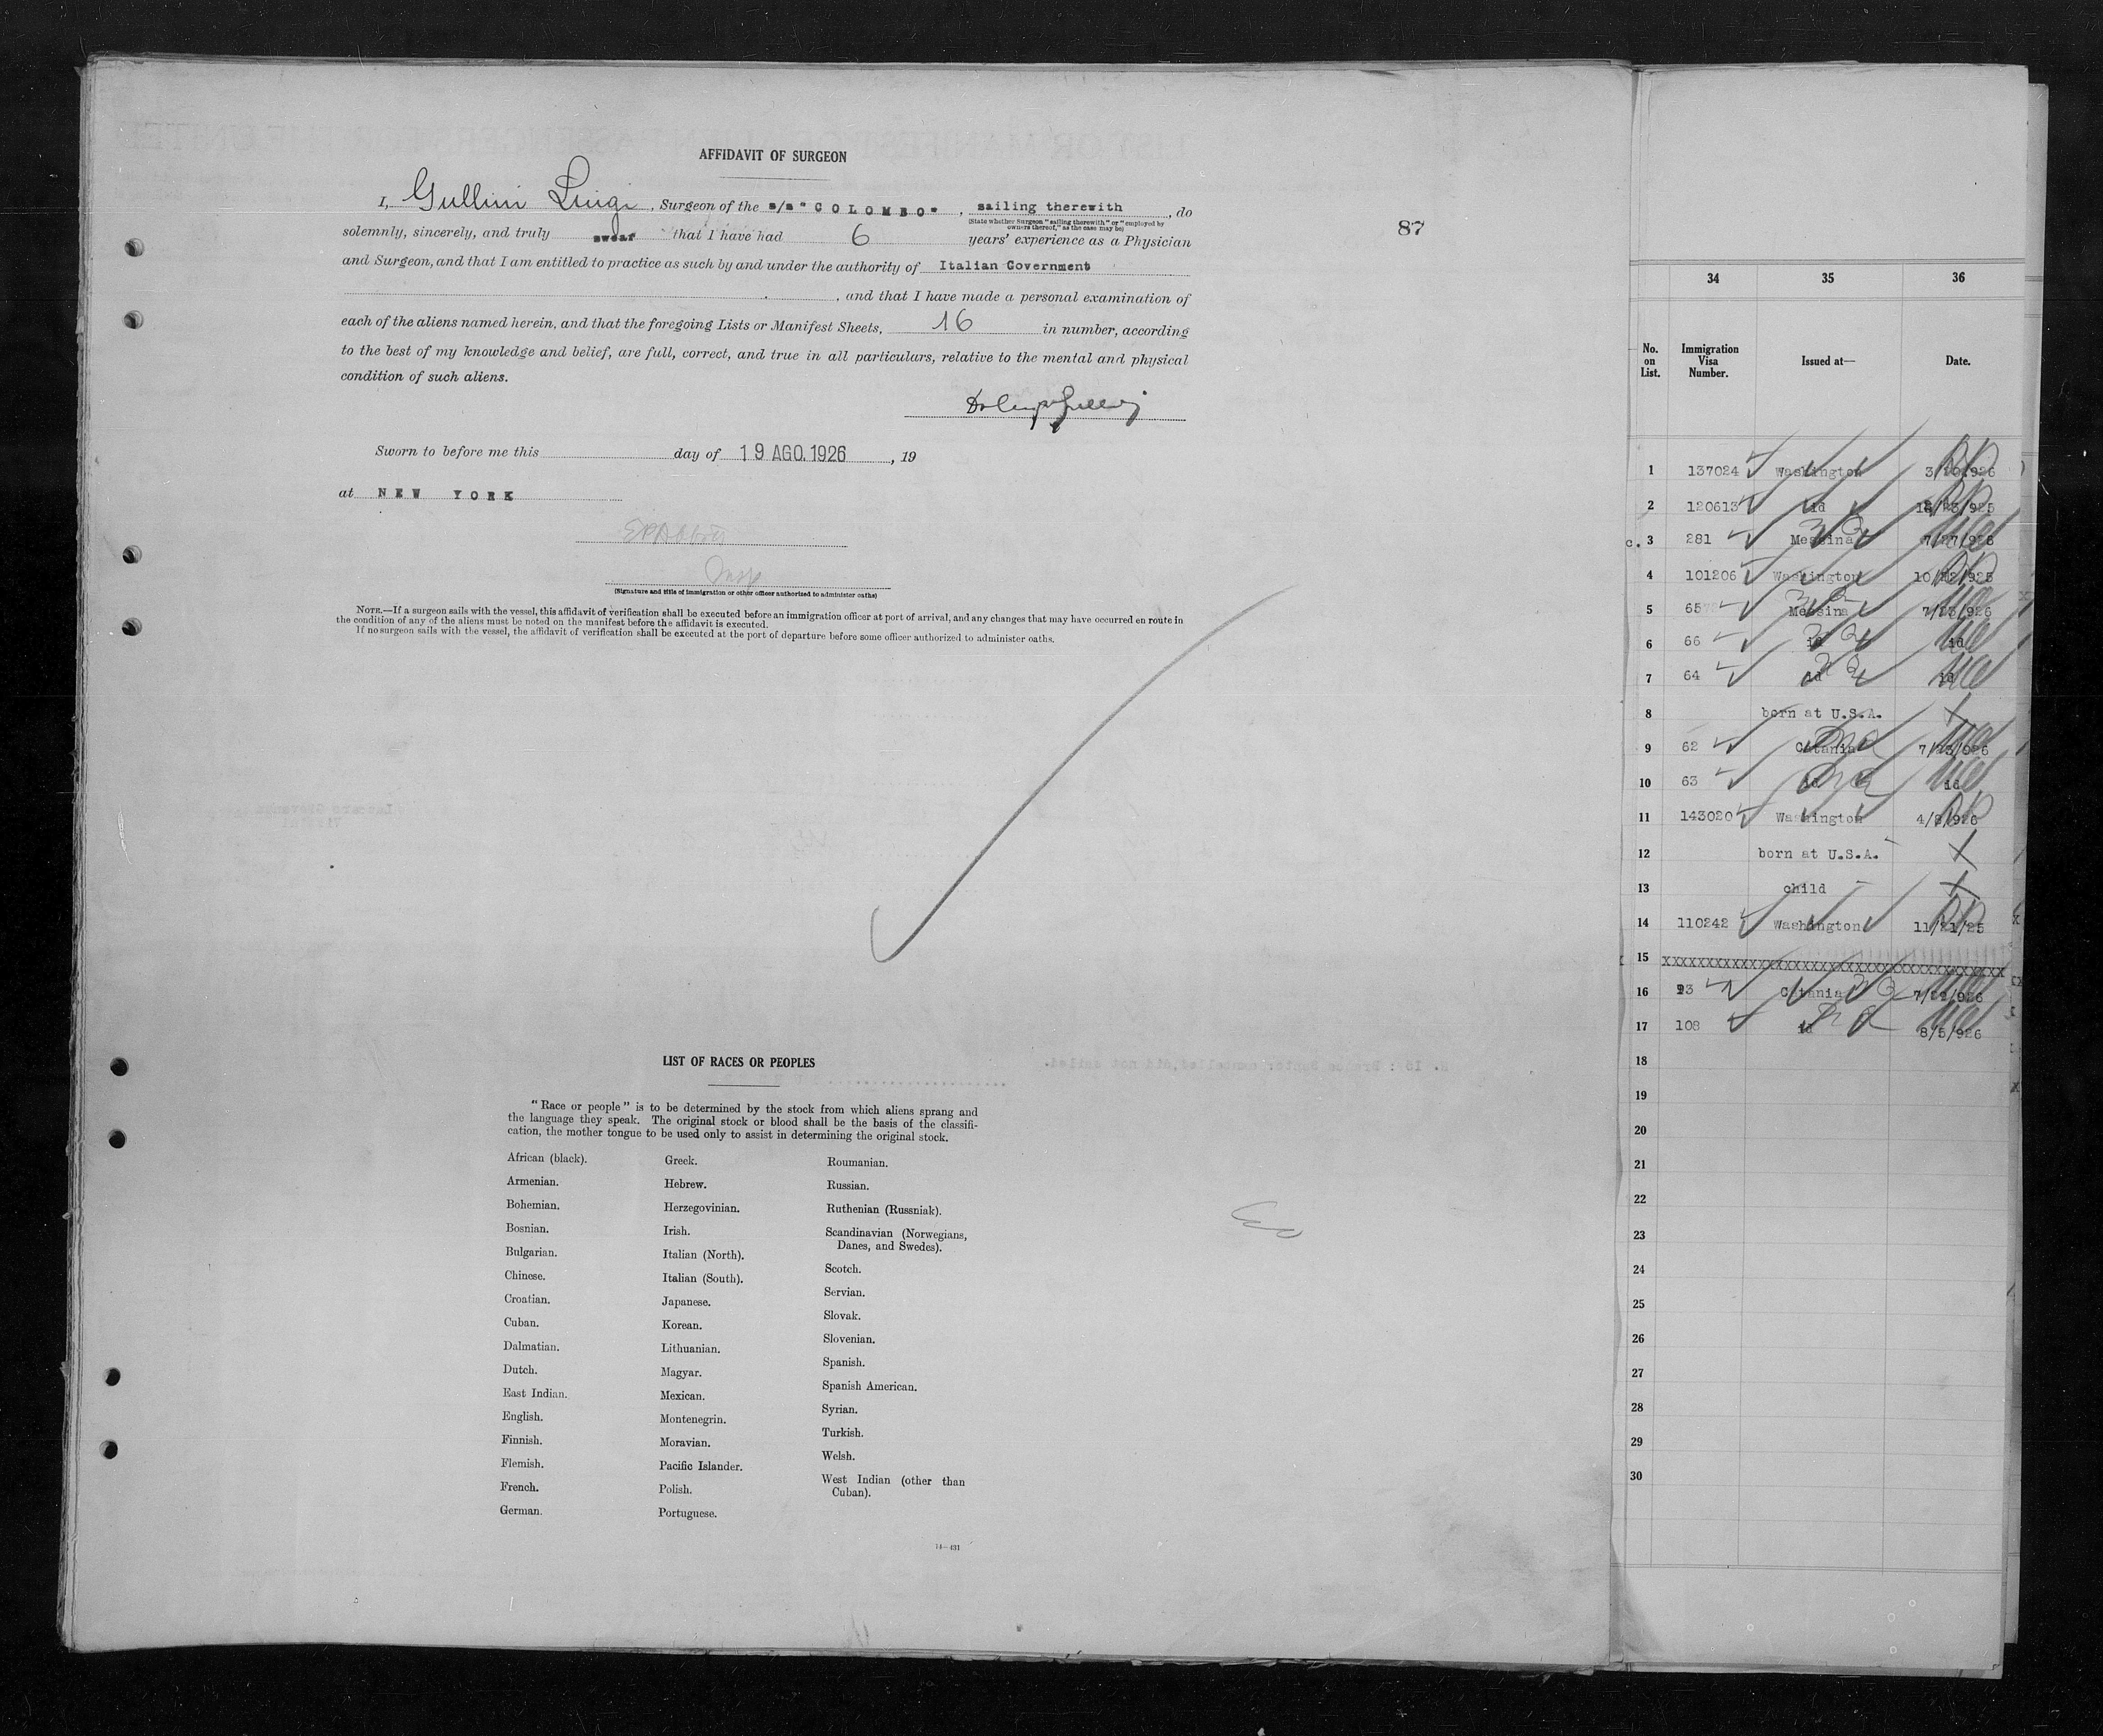 AFFIDAVIT OF SURGEON
I, Gullini Luigi, Surgeon of the s/s "COLOMBO", sailing therewith, do
(State whether Surgeon "sailing therewith" or "employed by
owners thereof," as the case may be)
solemnly, sincerely, and truly swear that I have had 6 years' experience as a Physician
and Surgeon, and that I am entitled to practice as such by and under the authority of Italian Government
, and that I have made a personal examination of
each of the aliens named herein, and that the foregoing Lists or Manifest Sheets, 16 in number, according
to the best of my knowledge and belief, are full, correct, and true in all particulars, relative to the mental and physical
condition of such aliens.
Sworn to before me this day of 19 AGO. 1926, 19
at NEW YORK
Insp
(Signature and title of immigration or other officer authorized to administer oaths)
NOTE.—If a surgeon sails with the vessel, this affidavit of verification shall be executed before an immigration officer at port of arrival, and any changes that may have occurred en route in
the condition of any of the aliens must be noted on the manifest before the affidavit is executed.
If no surgeon sails with the vessel, the affidavit of verification shall be executed at the port of departure before some officer authorized to administer oaths.
87
LIST OF RACES OR PEOPLES
"Race or people" is to be determined by the stock from which aliens sprang and
the language they speak. The original stock or blood shall be the basis of the classifi-
cation, the mother tongue to be used only to assist in determining the original stock.
African (black).
Armenian.
Bohemian.
Bosnian.
Bulgarian.
Chinese.
Croatian.
Cuban.
Dalmatian.
Dutch.
East Indian.
English.
Finnish.
Flemish.
French.
German.
Greek.
Hebrew.
Herzegovinian.
Irish.
Italian (North).
Italian (South).
Japanese.
Korean.
Lithuanian.
Magyar.
Mexican.
Montenegrin.
Moravian.
Pacific Islander.
Polish.
Portuguese.
Roumanian.
Russian.
Ruthenian (Russniak).
Scandinavian (Norwegians,
Danes, and Swedes).
Scotch.
Servian.
Slovak.
Slovenian.
Spanish.
Spanish American.
Syrian.
Turkish.
Welsh.
West Indian (other than
Cuban).
14—431
34 35 36
No. on List. Immigration Visa Number. Issued at— Date.
1 137024 Washington 3/10/926
2 120613 id
c. 3 281 Messina 7/27/926
4 101206 Washington 10/22/925
5 65 Messina 7/23/926
6 66 id id
7 64 id id
8 born at U.S.A.
9 62 Catania 7/23/926
10 63 id id
11 143020 Washington 4/8/926
12 born at U.S.A.
13 child
14 110242 Washington 11/21/25
15 XXXXXXXXXXXXXXXXXXXXXXXXXXXXXXXXXXXXXXX
16 Catania
17 108 id 8/5/926
18
19
20
21
22
23
24
25
26
27
28
29
30